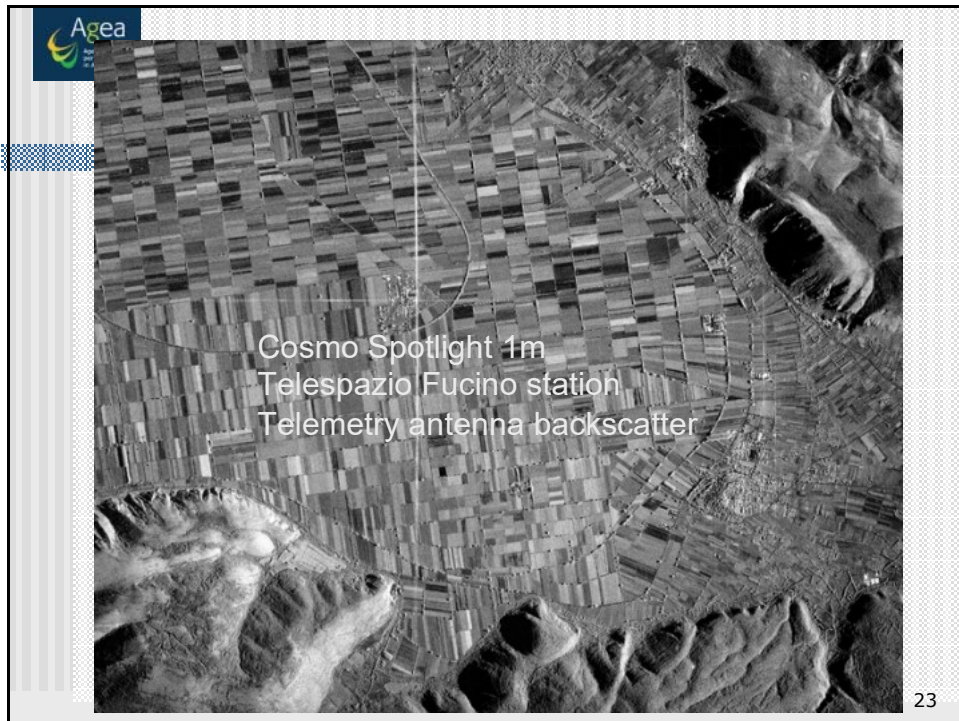 Agea
Cosmo Spotlight 1m
Telespazio Fucino station
Telemetry antenna backscatter
23